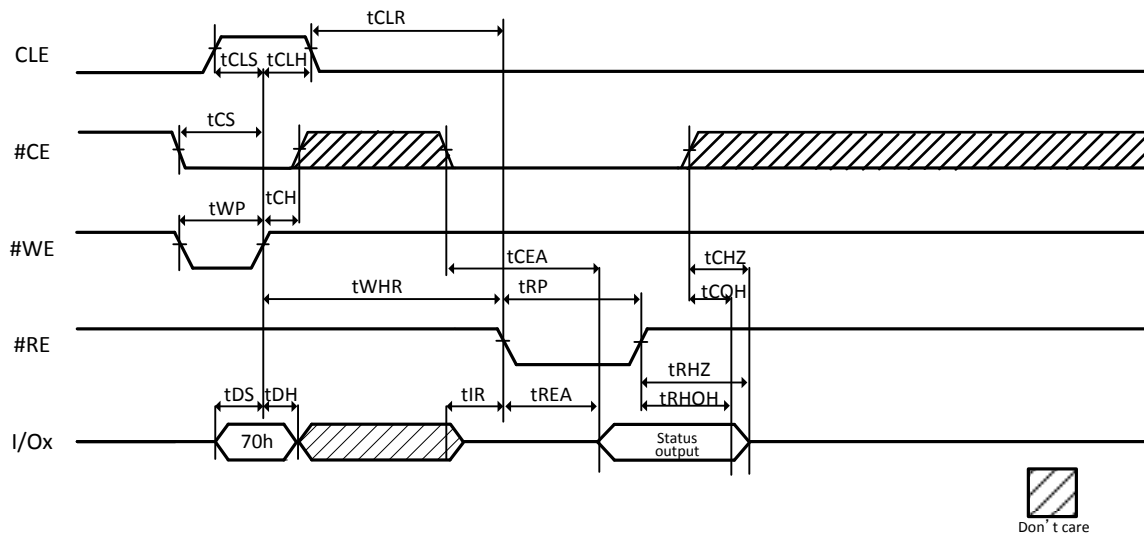 tCLR
CLE
tCLS
tCLH
tCS
#CE
tCH
tWP
#WE
tCHZ
tCEA
tCOH
tWHR
tRP
#RE
tRHZ
tDS
tDH
tIR
tREA
tRHOH
I/Ox
70h
Status
output
Don't care